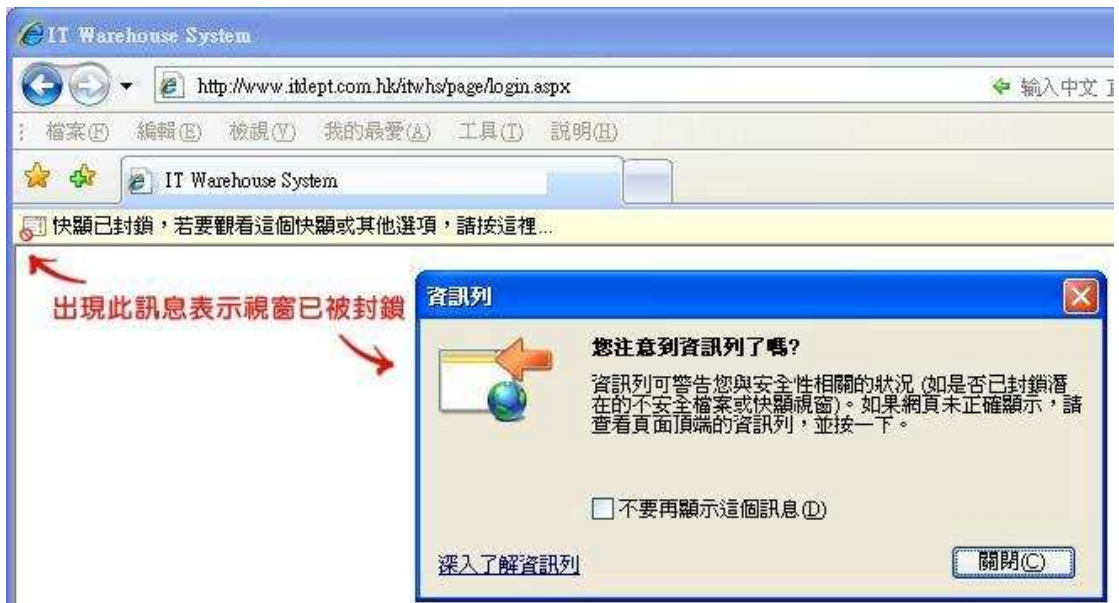 IT Warehouse System
http://www.itdept.com.hk/itwhs/page/login.aspx
输入中文
檔案(F) 編輯(E) 檢視(V) 我的最愛(A) 工具(T) 說明(H)
IT Warehouse System
快顯已封鎖，若要觀看這個快顯或其他選項，請按這裡...
出現此訊息表示視窗已被封鎖
資訊列
您注意到資訊列了嗎?
資訊列可警告您與安全性相關的狀況 (如是否已封鎖潛
在的不安全檔案或快顯視窗)。如果網頁未正確顯示，請
查看頁面頂端的資訊列，並按一下。
不要再顯示這個訊息(D)
深入了解資訊列
關閉(C)